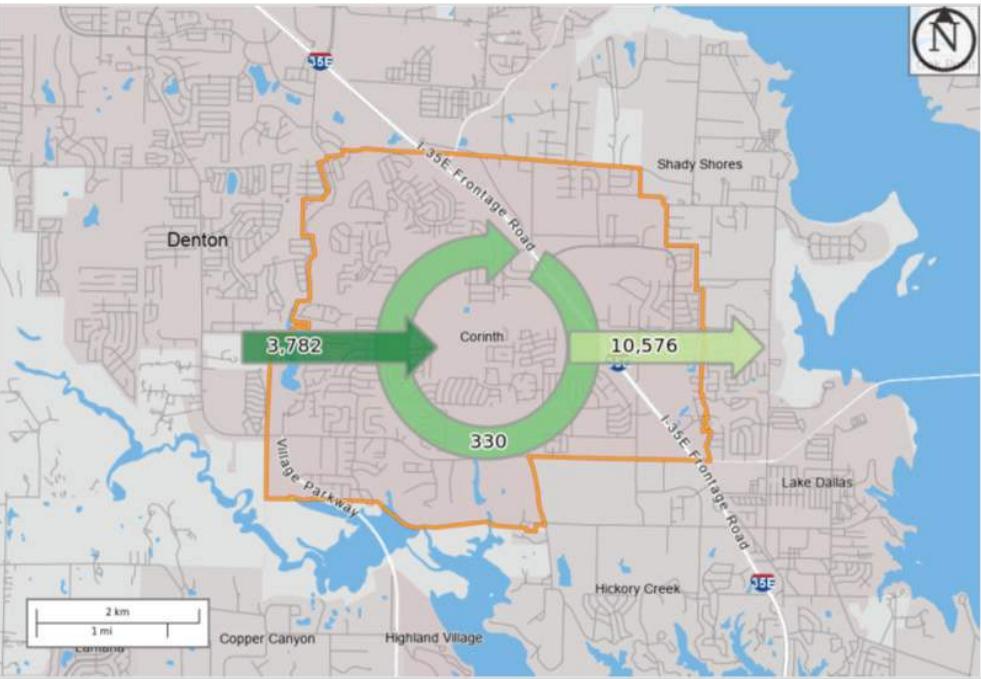 N
35E
I-35E Frontage Road
Shady Shores
Denton
3,782
Corinth
10,576
330
Village Parkway
I-35E Frontage Road
Lake Dallas
35E
Hickory Creek
2 km
1 mi
Copper Canyon
Highland Village